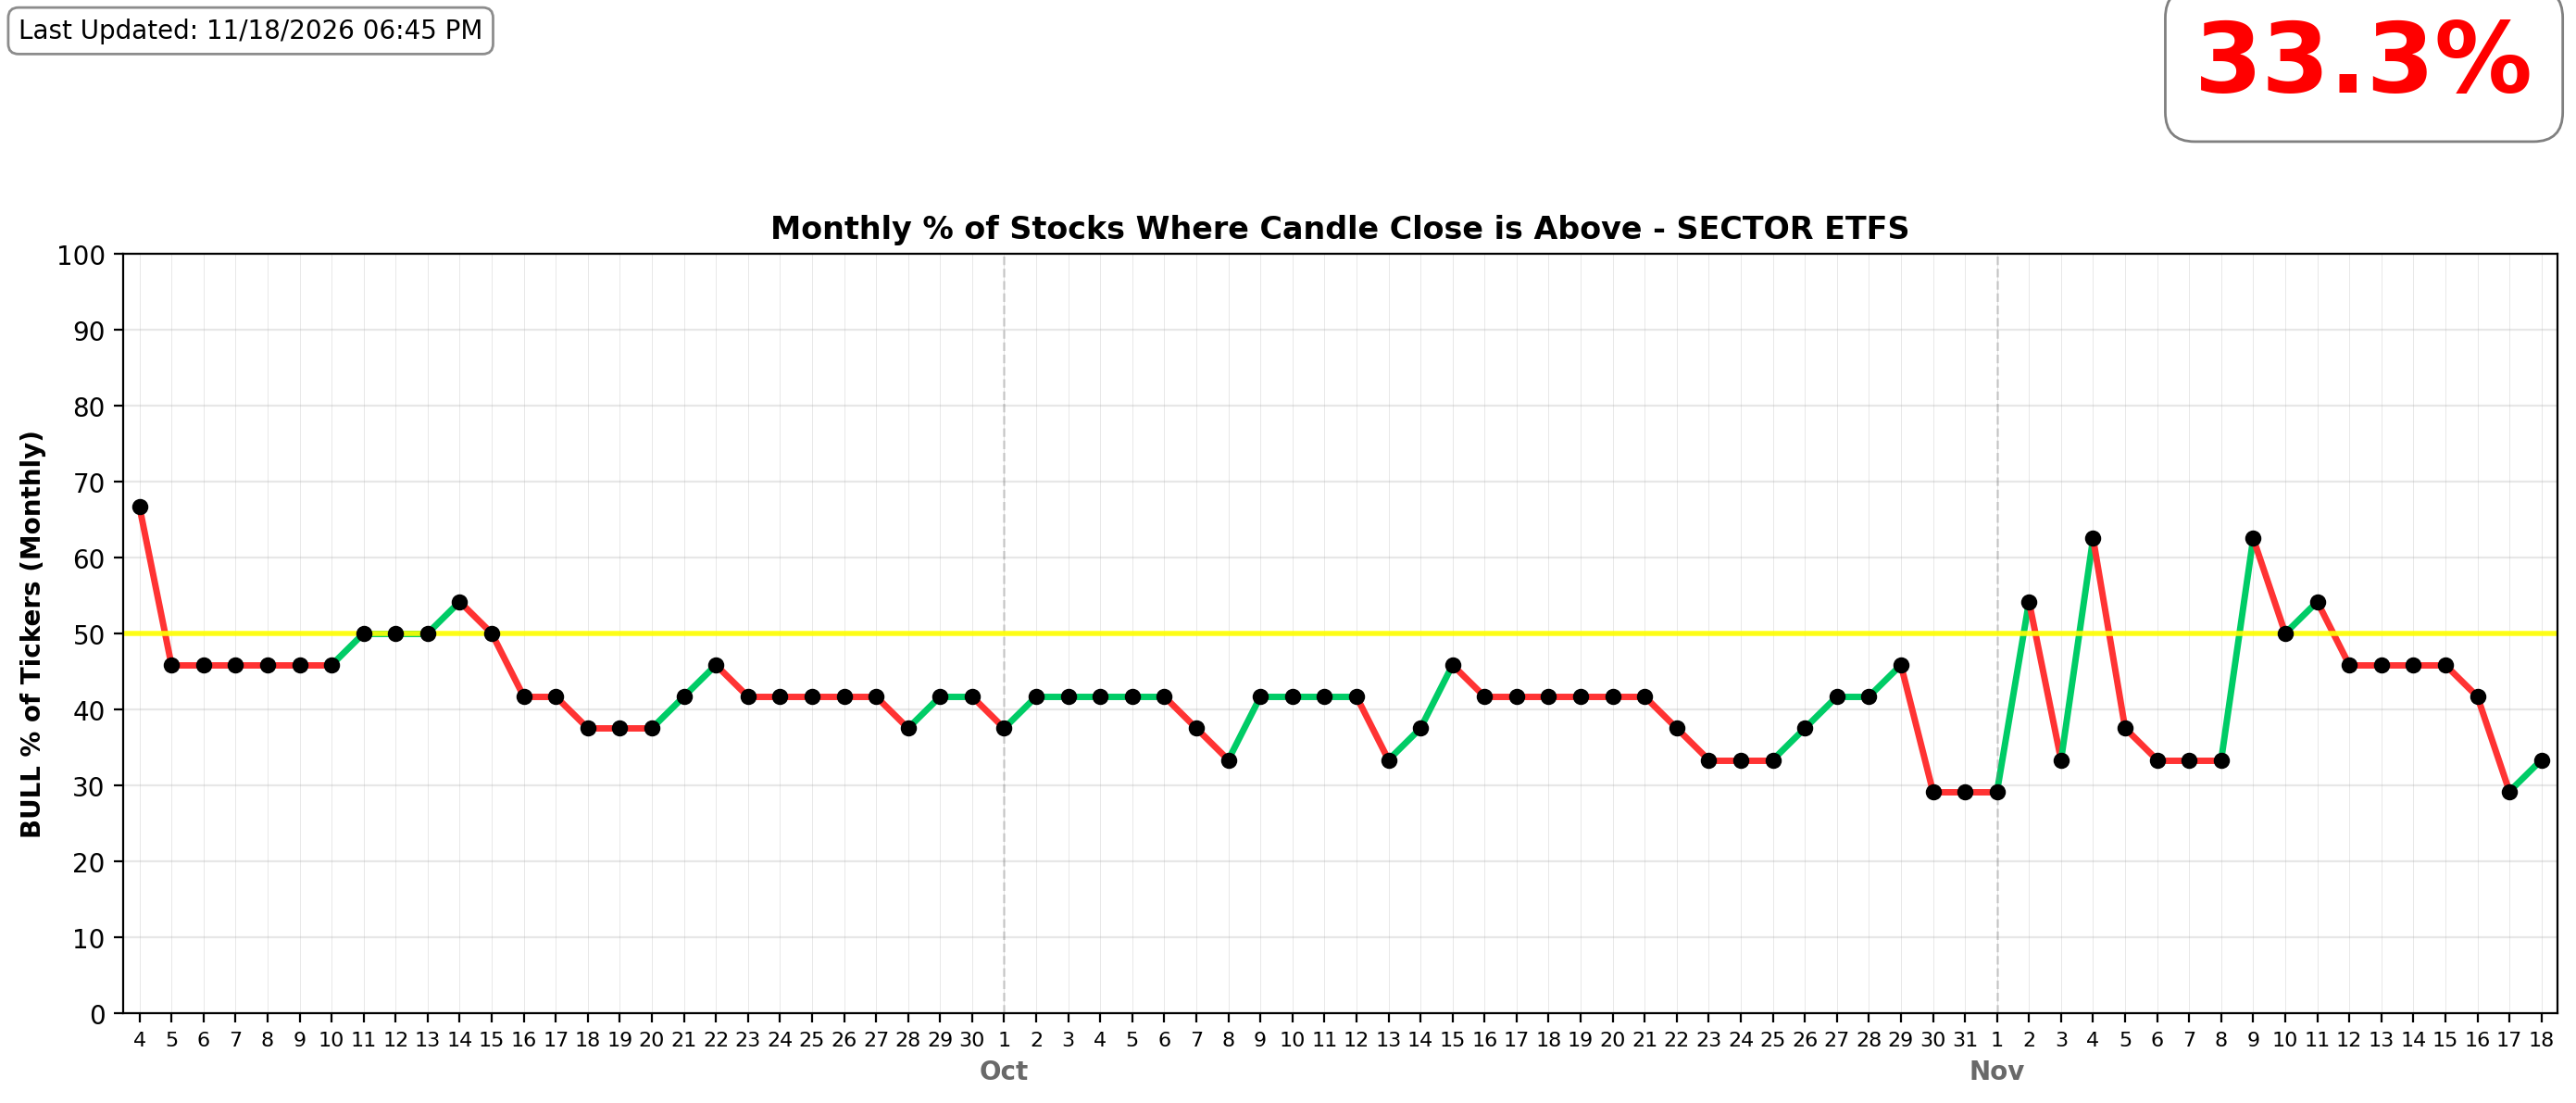 Last Updated: 11/18/2026 06:45 PM
33.3%
Monthly % of Stocks Where Candle Close is Above - SECTOR ETFS
BULL % of Tickers (Monthly)
100
90
80
70
60
50
40
30
20
10
0
4 5 6 7 8 9 10 11 12 13 14 15 16 17 18 19 20 21 22 23 24 25 26 27 28 29 30 1 2 3 4 5 6 7 8 9 10 11 12 13 14 15 16 17 18 19 20 21 22 23 24 25 26 27 28 29 30 31 1 2 3 4 5 6 7 8 9 10 11 12 13 14 15 16 17 18
Oct Nov